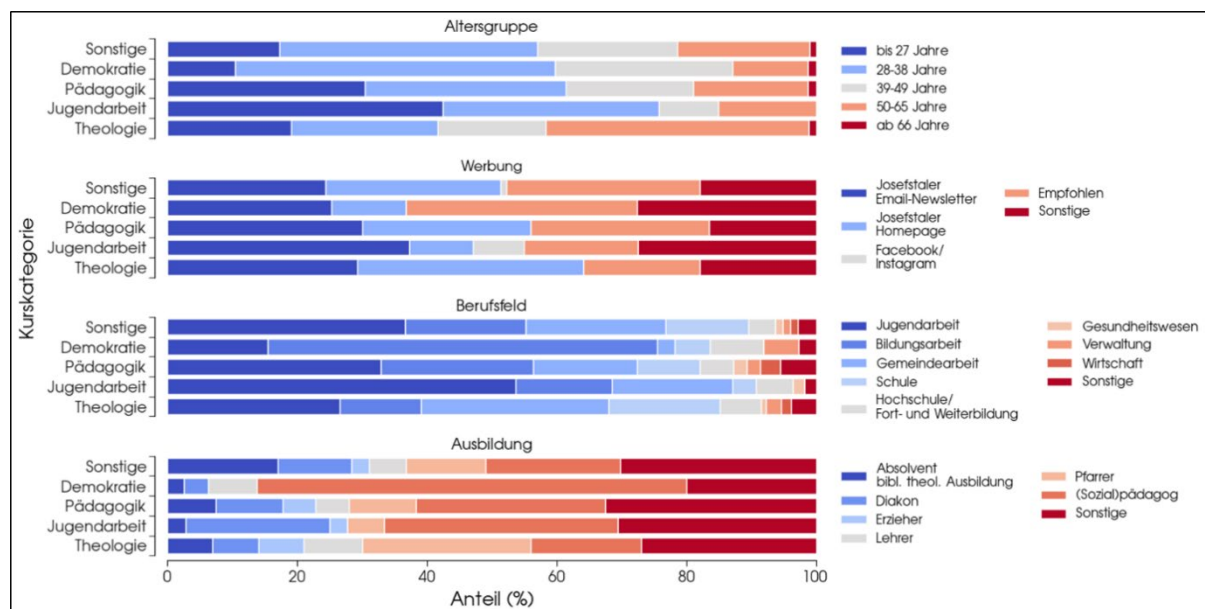 Altersgruppe
Sonstige
Demokratie
Pädagogik
Jugendarbeit
Theologie
bis 27 Jahre
28-38 Jahre
39-49 Jahre
50-65 Jahre
ab 66 Jahre
Werbung
Sonstige
Demokratie
Pädagogik
Jugendarbeit
Theologie
Josefstaler
Email-Newsletter
Josefstaler
Homepage
Facebook/
Instagram
Empfohlen
Sonstige
Kurskategorie
Berufsfeld
Sonstige
Demokratie
Pädagogik
Jugendarbeit
Theologie
Jugendarbeit
Bildungsarbeit
Gemeindearbeit
Schule
Hochschule/
Fort- und Weiterbildung
Gesundheitswesen
Verwaltung
Wirtschaft
Sonstige
Ausbildung
Sonstige
Demokratie
Pädagogik
Jugendarbeit
Theologie
Absolvent
bibl. theol. Ausbildung
Diakon
Erzieher
Lehrer
Pfarrer
(Sozial)pädagog
Sonstige
0 20 40 60 80 100
Anteil (%)